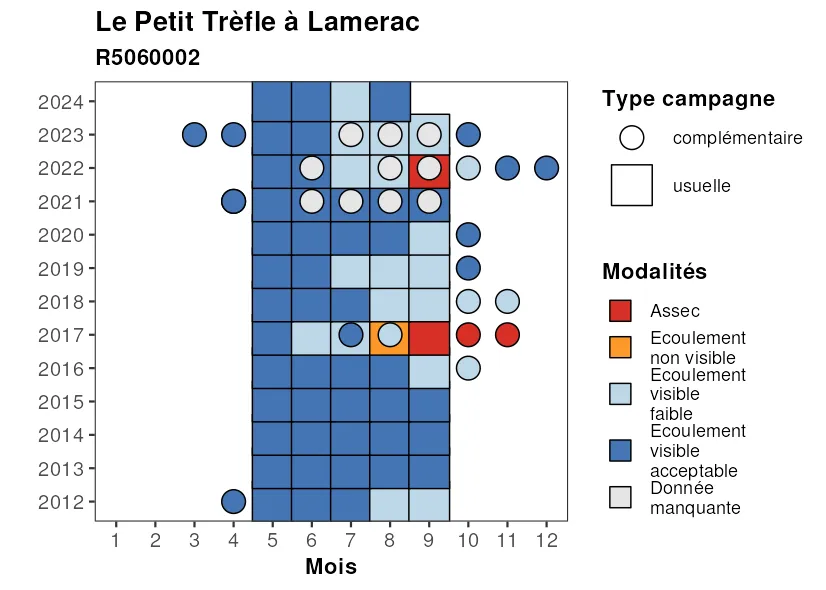 Le Petit Trèfle à Lamerac
R5060002
2024
2023
2022
2021
2020
2019
2018
2017
2016
2015
2014
2013
2012
1 2 3 4 5 6 7 8 9 10 11 12
Mois
Type campagne
complémentaire
usuelle
Modalités
Assec
Ecoulement
non visible
Ecoulement
visible
faible
Ecoulement
visible
acceptable
Donnée
manquante